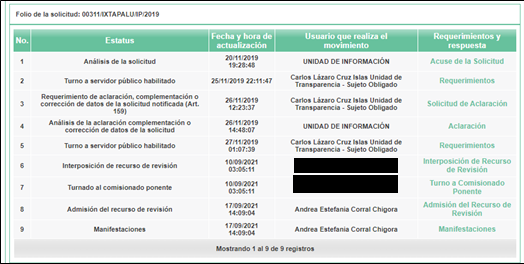 Folio de la solicitud: 00311/IXTAPALU/IP/2019
No. Estatus Fecha y hora de actualización Usuario que realiza el movimiento Requerimientos y respuesta
1 Análisis de la solicitud 20/11/2019 19:28:48 UNIDAD DE INFORMACIÓN Acuse de la Solicitud
2 Turno a servidor público habilitado 25/11/2019 22:11:47 Carlos Lázaro Cruz Islas Unidad de Transparencia - Sujeto Obligado Requerimientos
3 Requerimiento de aclaración, complementación o corrección de datos de la solicitud notificada (Art. 159) 26/11/2019 12:23:37 Carlos Lázaro Cruz Islas Unidad de Transparencia - Sujeto Obligado Solicitud de Aclaración
4 Análisis de la aclaración complementación o corrección de datos de la solicitud 26/11/2019 14:48:07 UNIDAD DE INFORMACIÓN Aclaración
5 Turno a servidor público habilitado 27/11/2019 01:07:39 Carlos Lázaro Cruz Islas Unidad de Transparencia - Sujeto Obligado Requerimientos
6 Interposición de recurso de revisión 10/09/2021 03:05:11 Interposición de Recurso de Revisión
7 Turnado al comisionado ponente 10/09/2021 03:05:11 Turno a Comisionado Ponente
8 Admisión del recurso de revisión 17/09/2021 14:09:04 Andrea Estefania Corral Chigora Admisión del Recurso de Revisión
9 Manifestaciones 17/09/2021 14:09:04 Andrea Estefania Corral Chigora Manifestaciones
Mostrando 1 al 9 de 9 registros